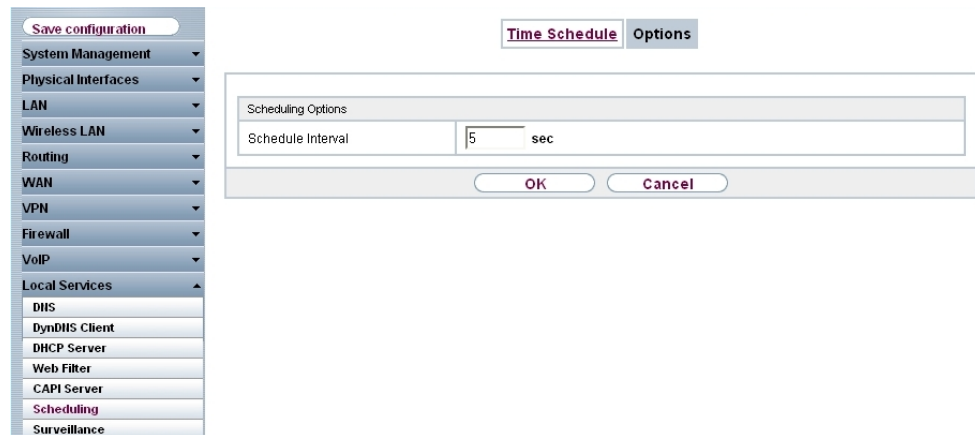 Save configuration
System Management
Physical Interfaces
LAN
Wireless LAN
Routing
WAN
VPN
Firewall
VoIP
Local Services
DNS
DynDNS Client
DHCP Server
Web Filter
CAPI Server
Scheduling
Surveillance
Time Schedule Options
Scheduling Options
Schedule Interval 5 sec
OK Cancel